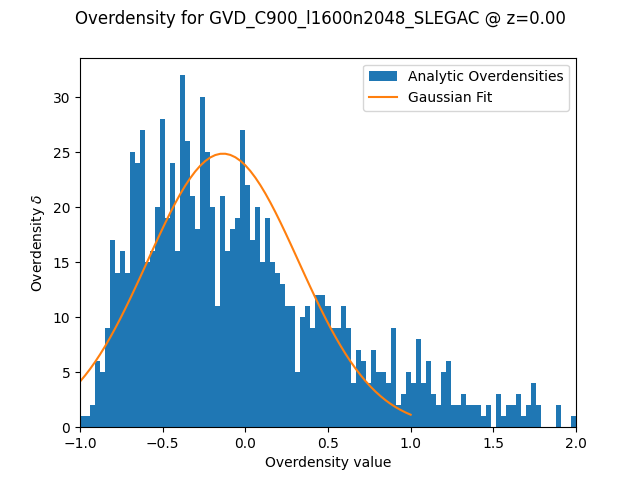 Overdensity for GVD_C900_l1600n2048_SLEGAC @ z=0.00
Analytic Overdensities
Gaussian Fit
Overdensity δ
30
25
20
15
10
5
0
−1.0 −0.5 0.0 0.5 1.0 1.5 2.0
Overdensity value